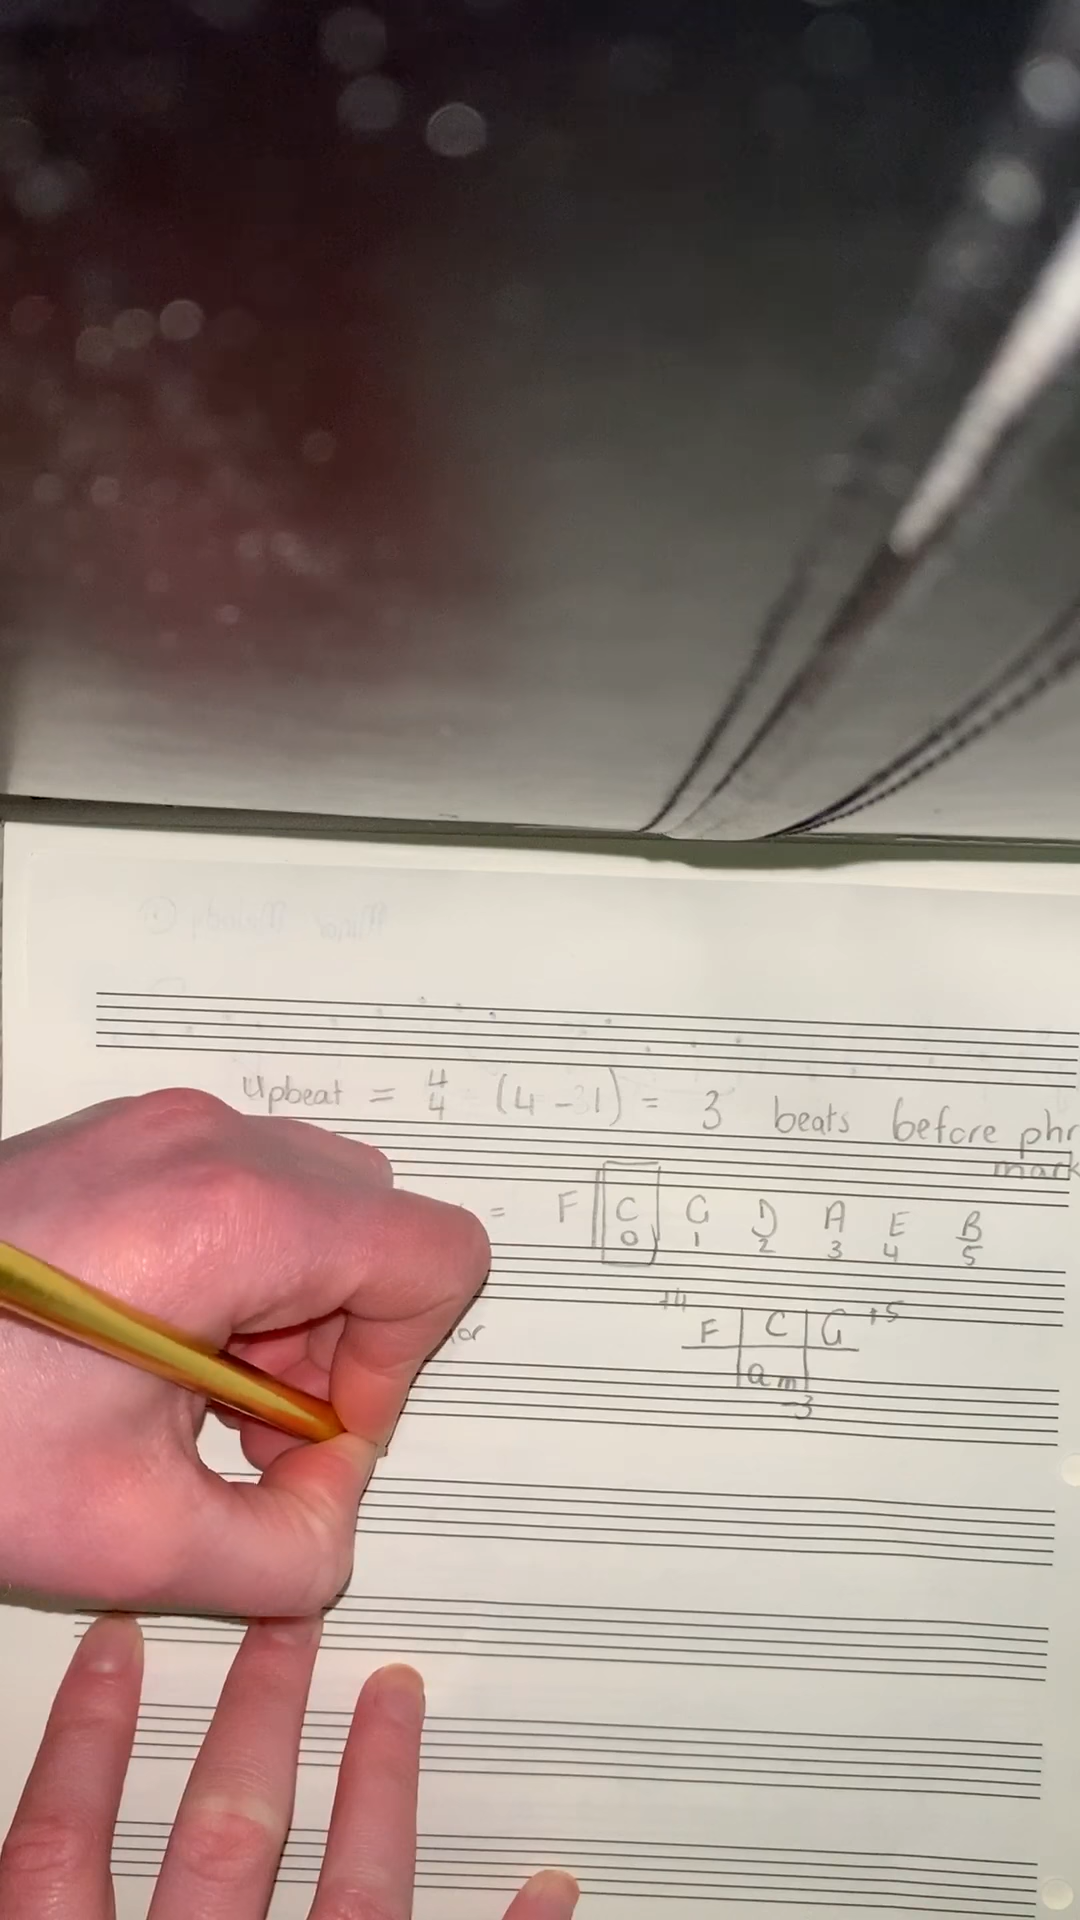 Upbeat = 4/4 (4-1) = 3 beats before phr
mark
= F C G D A E B
0 1 2 3 4 5
+4 F C G +5
or
am
-3